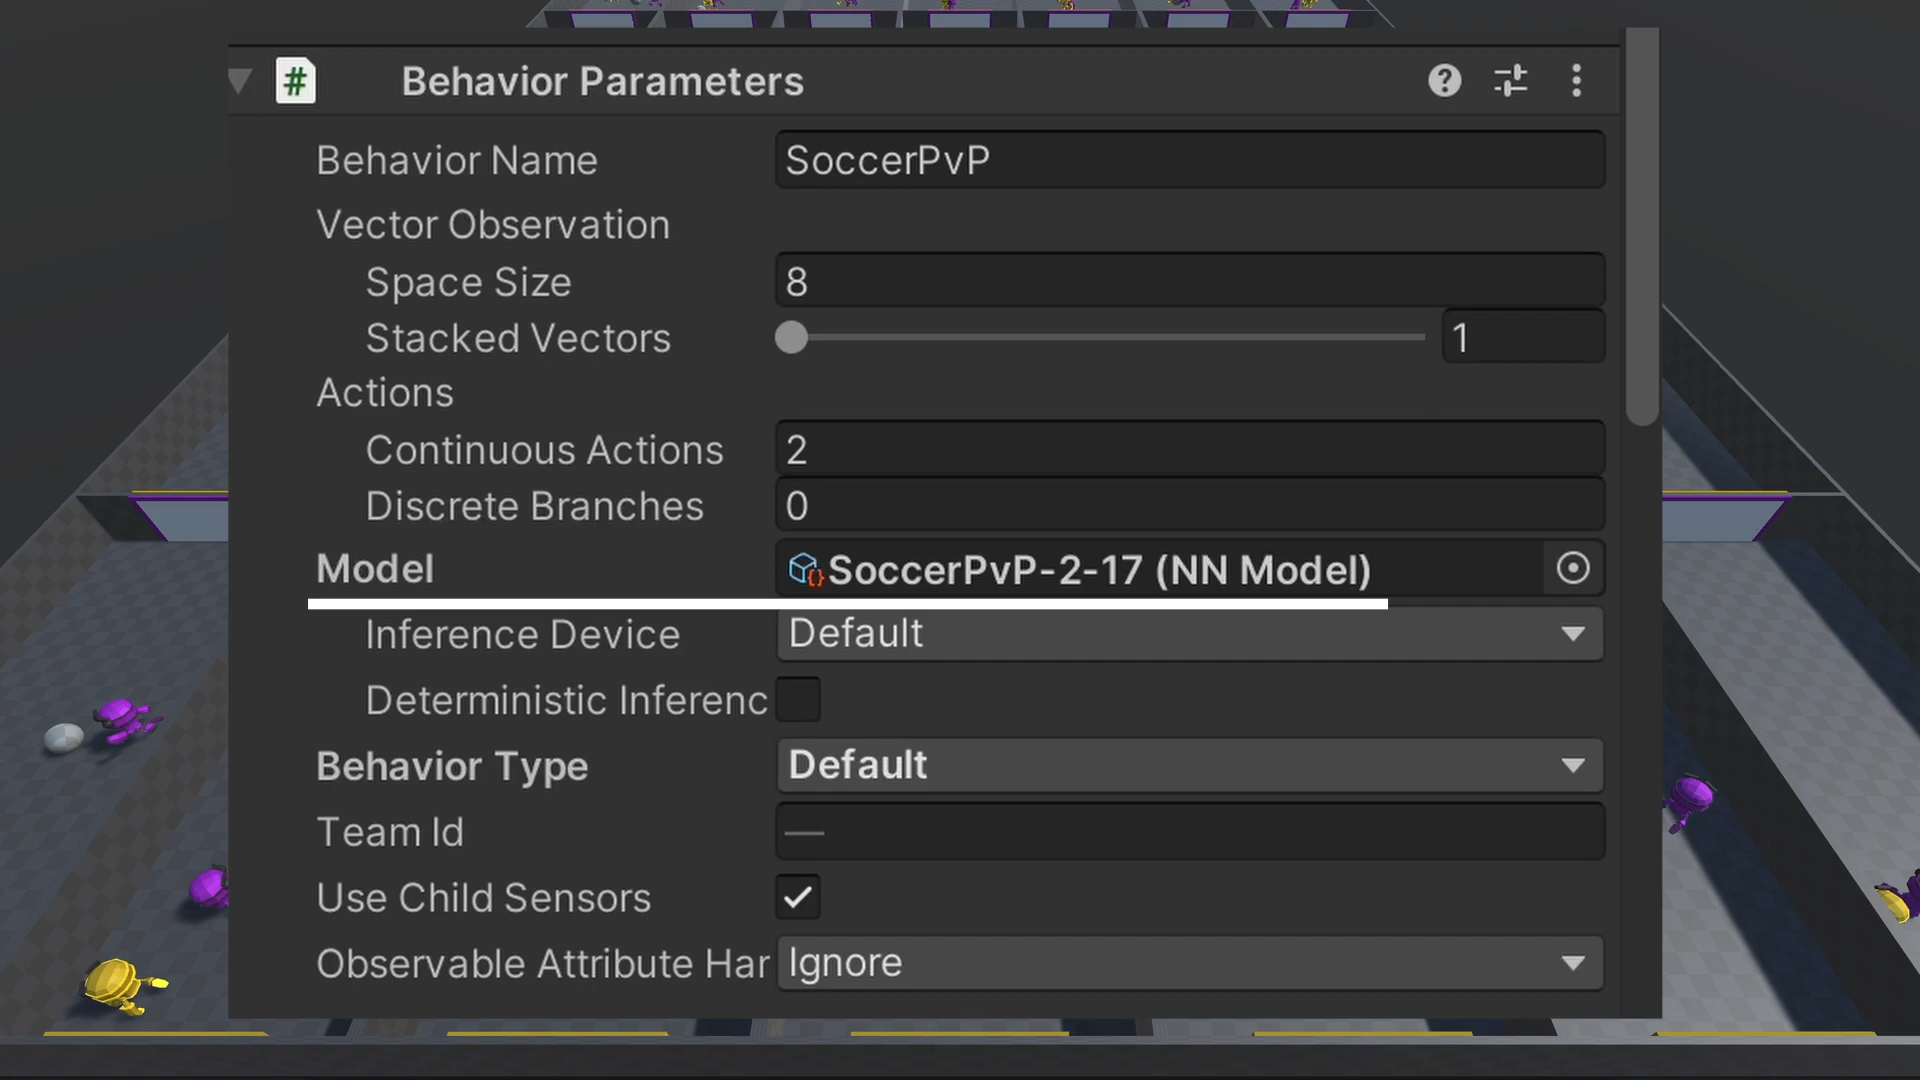 # Behavior Parameters
Behavior Name SoccerPvP
Vector Observation
Space Size 8
Stacked Vectors 1
Actions
Continuous Actions 2
Discrete Branches 0
Model SoccerPvP-2-17 (NN Model)
Inference Device Default
Deterministic Inferenc
Behavior Type Default
Team Id —
Use Child Sensors
Observable Attribute Har Ignore